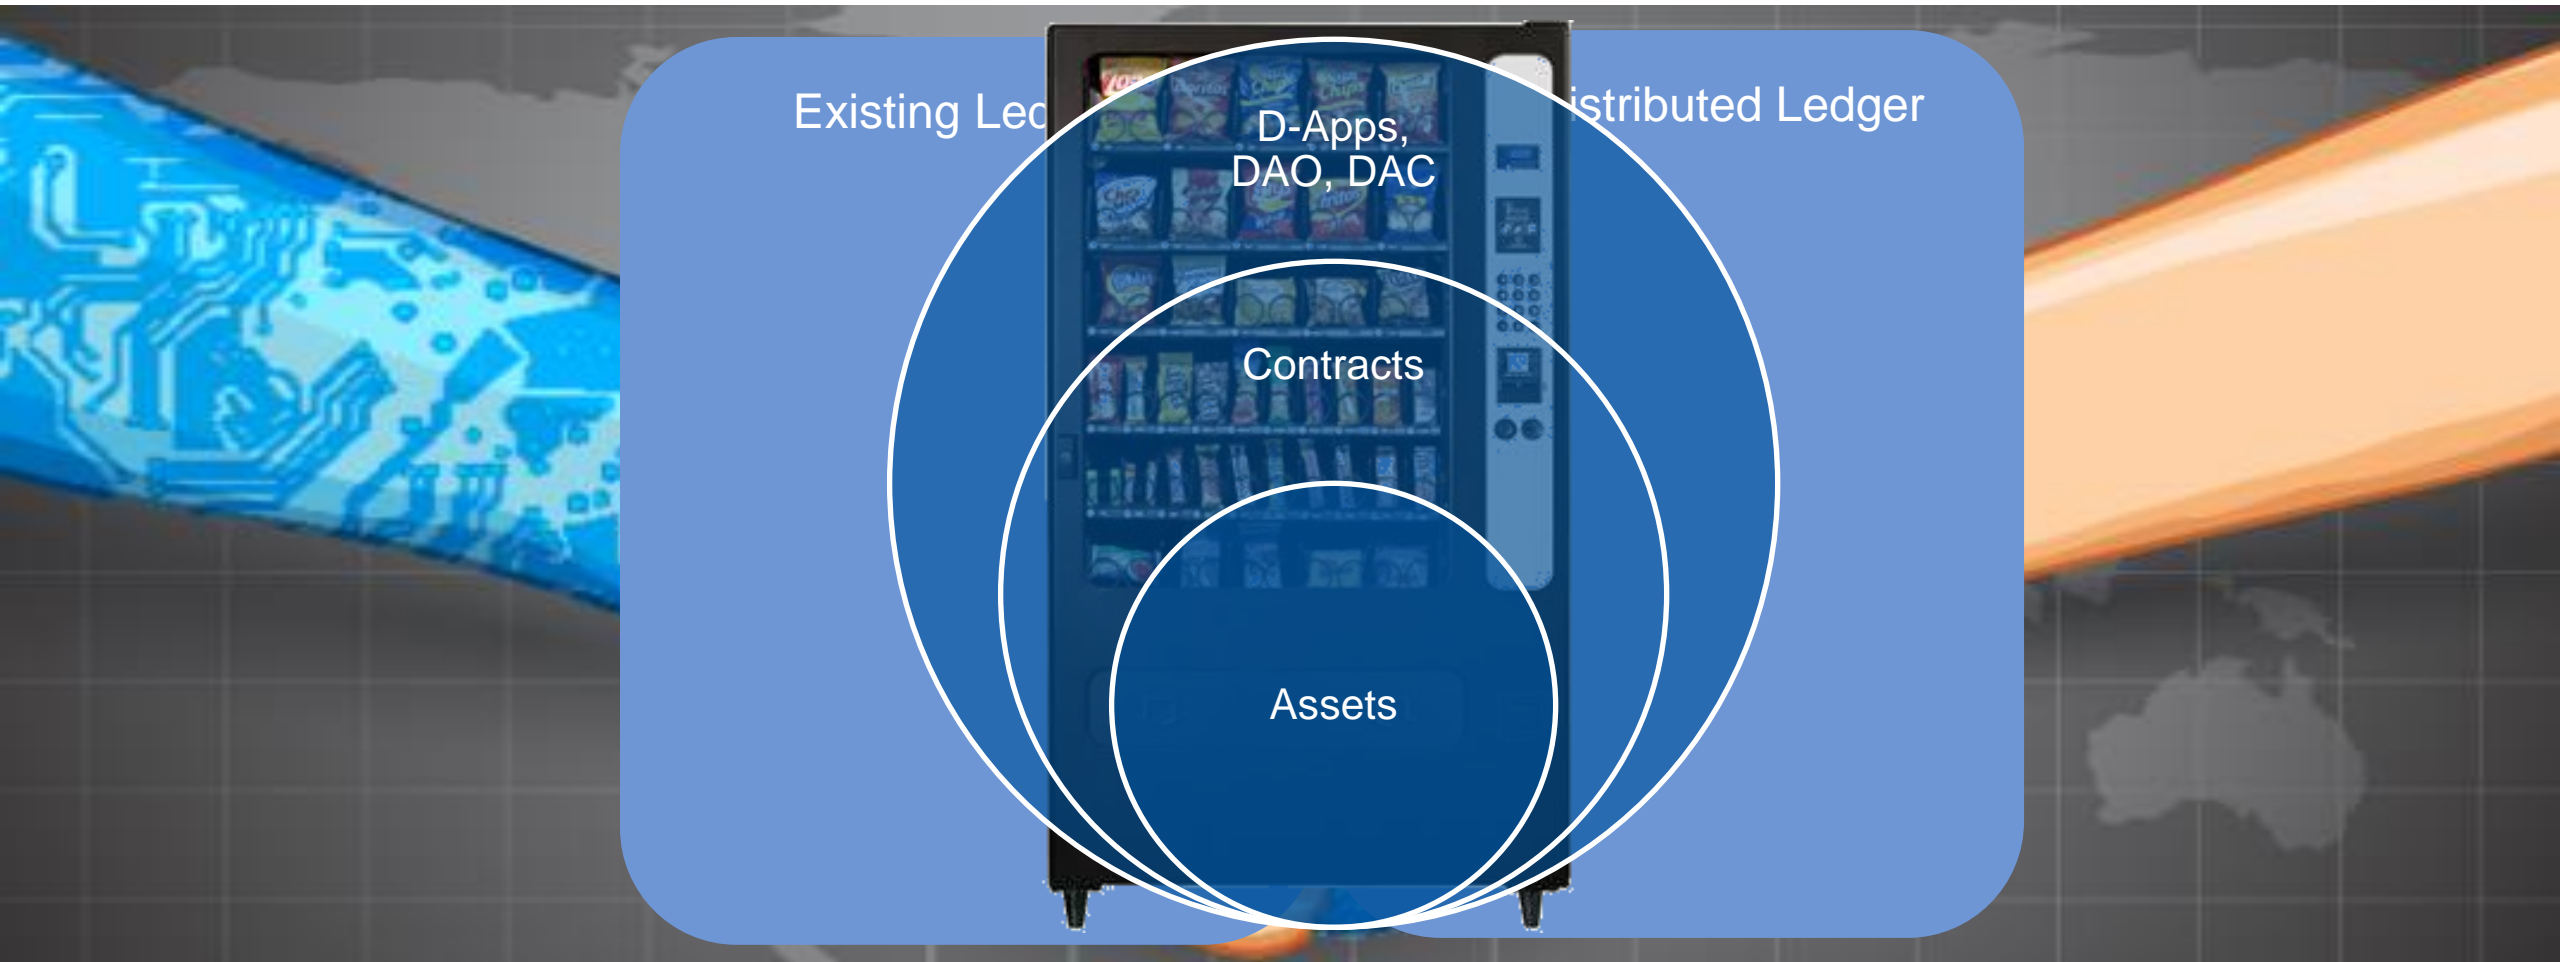 Existing Led
istributed Ledger
D-Apps,
DAO, DAC
Contracts
Assets